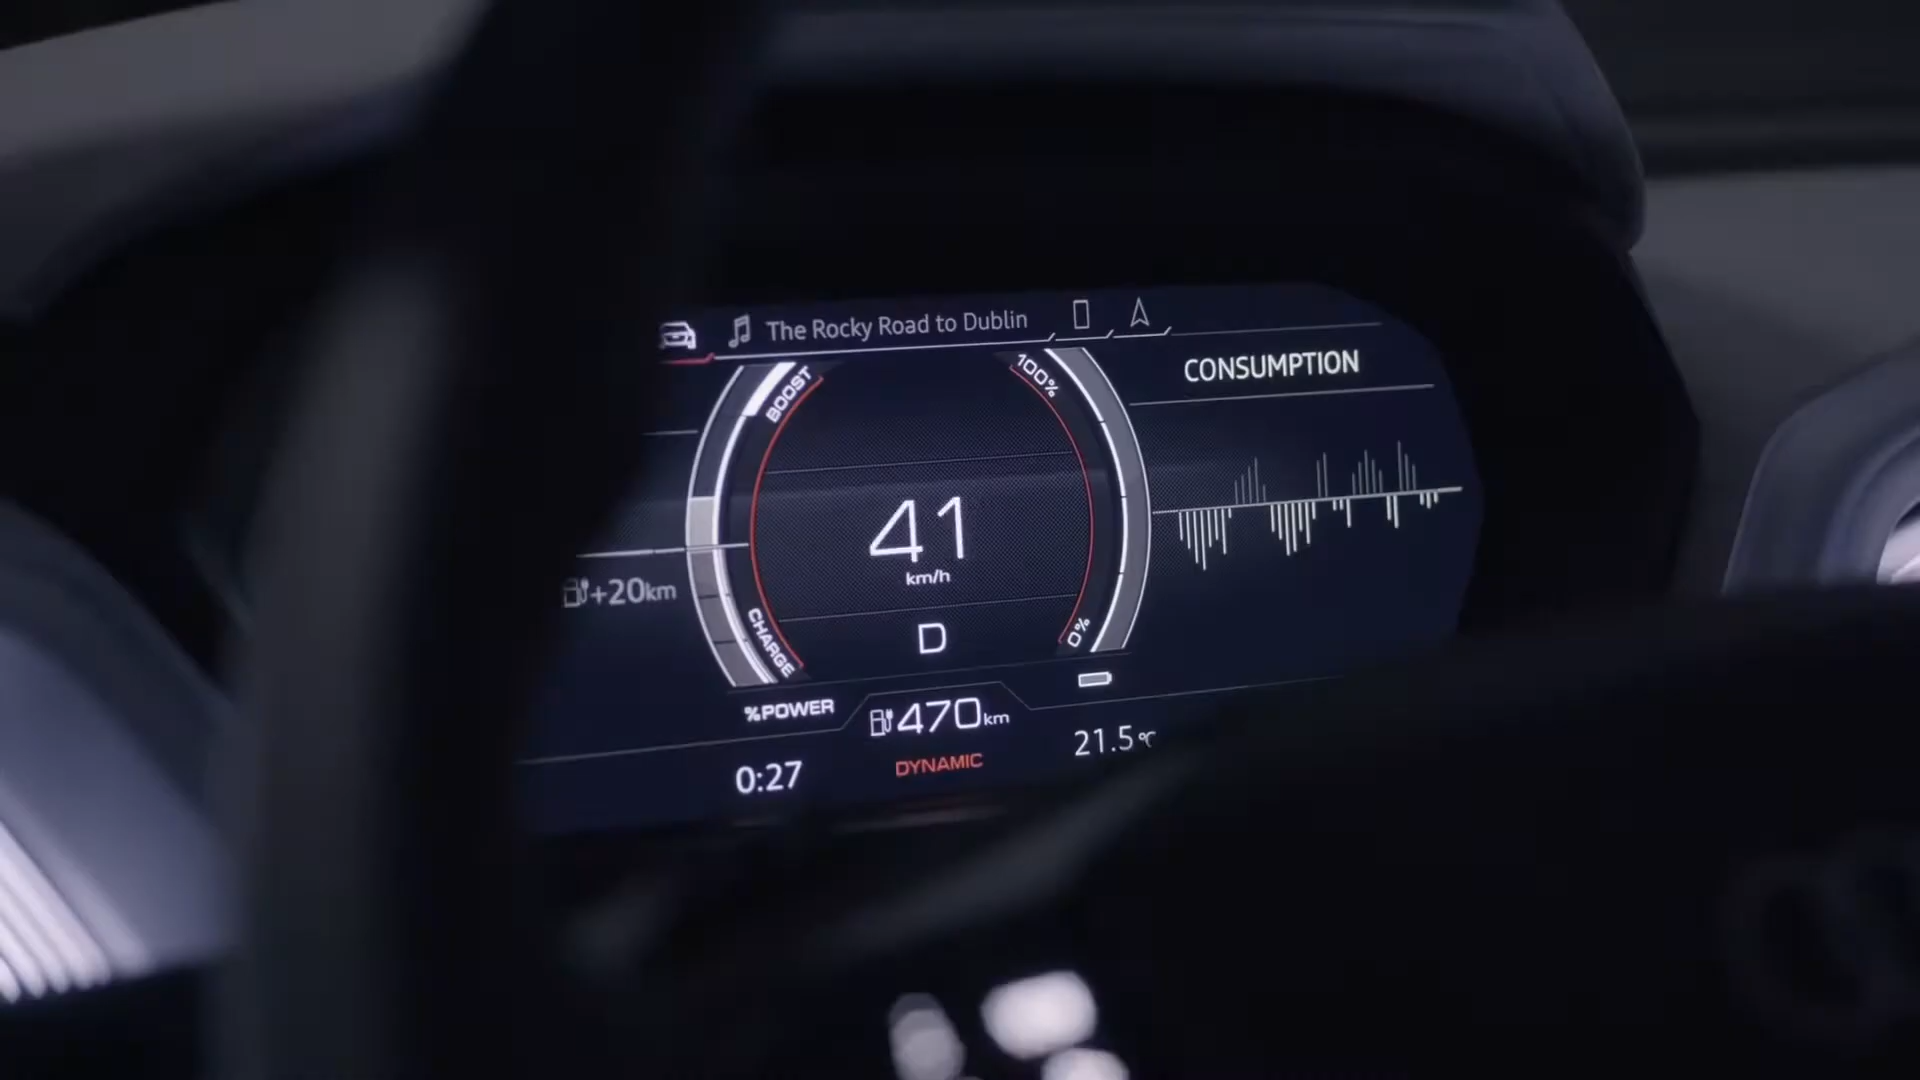 The Rocky Road to Dublin
CONSUMPTION
BOOST
100%
41
km/h
+20km
CHARGE
0%
D
%POWER
470km
21.5°C
0:27
DYNAMIC